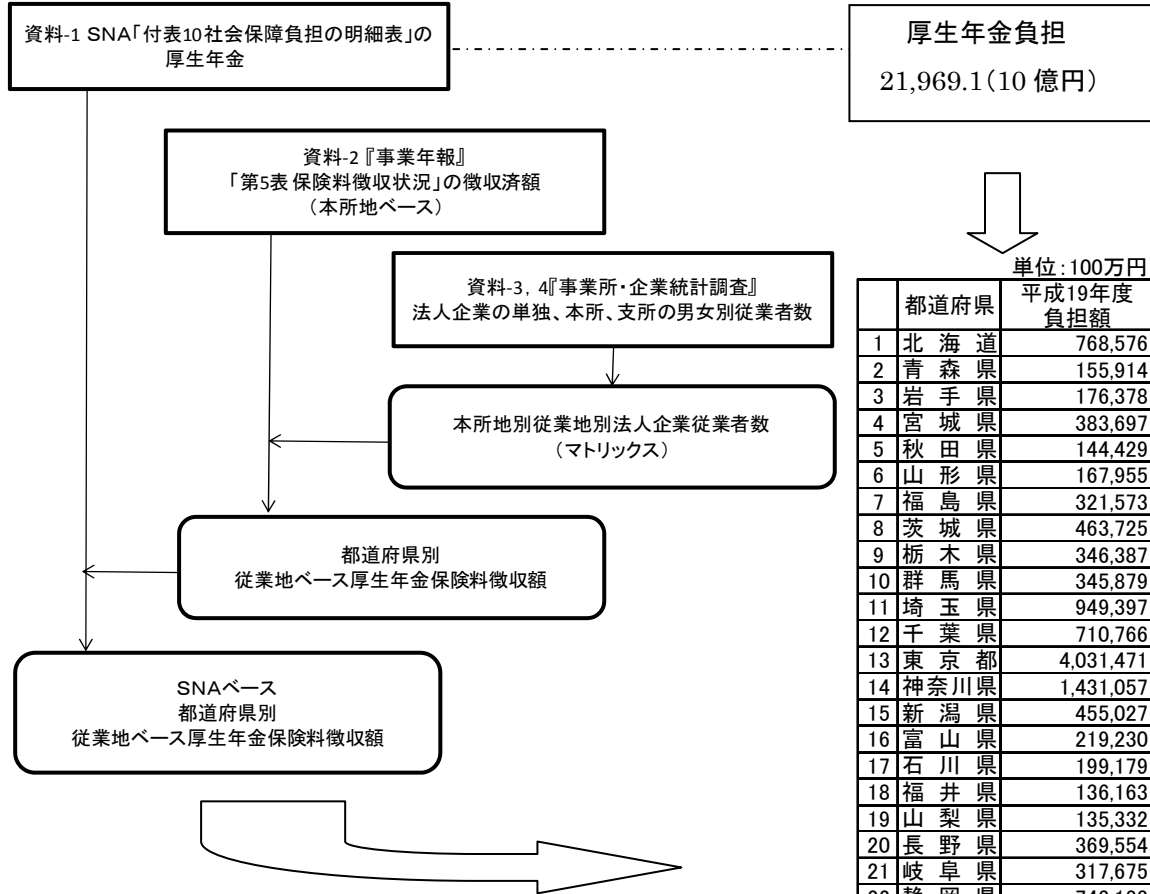 資料-1 SNA「付表10社会保障負担の明細表」の
厚生年金
厚生年金負担
21,969.1(10 億円)
資料-2『事業年報』
「第5表 保険料徴収状況」の徴収済額
(本所地ベース)
資料-3, 4『事業所・企業統計調査』
法人企業の単独、本所、支所の男女別従業者数
本所地別従業地別法人企業従業者数
(マトリックス)
都道府県別
従業地ベース厚生年金保険料徴収額
SNAベース
都道府県別
従業地ベース厚生年金保険料徴収額
単位:100万円
都道府県 平成19年度
負担額
1 北海道 768,576
2 青森県 155,914
3 岩手県 176,378
4 宮城県 383,697
5 秋田県 144,429
6 山形県 167,955
7 福島県 321,573
8 茨城県 463,725
9 栃木県 346,387
10 群馬県 345,879
11 埼玉県 949,397
12 千葉県 710,766
13 東京都 4,031,471
14 神奈川県 1,431,057
15 新潟県 455,027
16 富山県 219,230
17 石川県 199,179
18 福井県 136,163
19 山梨県 135,332
20 長野県 369,554
21 岐阜県 317,675